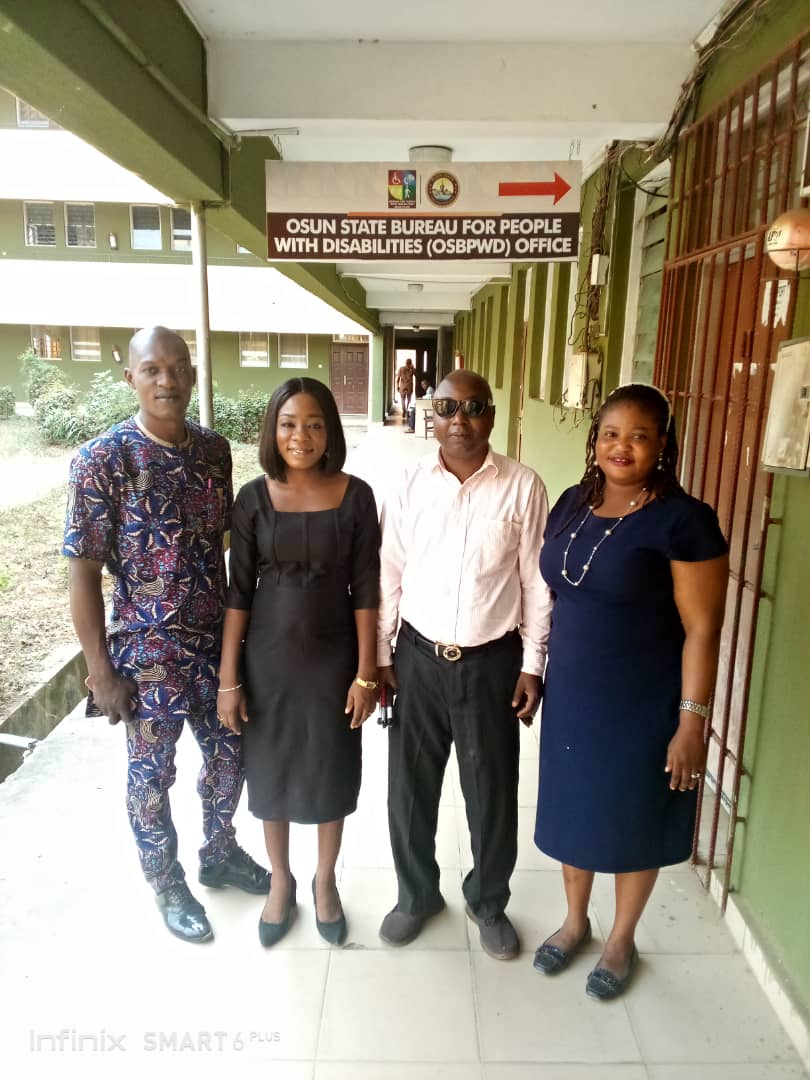 OSUN STATE BUREAU FOR PEOPLE
WITH DISABILITIES (OSBPWD) OFFICE
Infinix SMART 6 PLUS